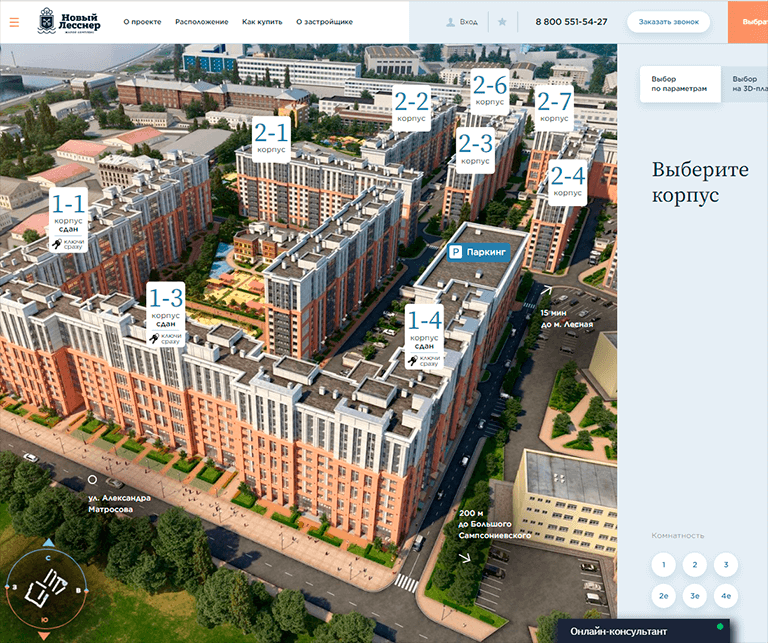 Новый
Лесснер
ЖИЛОЙ КВАРТАЛ
О проекте
Расположение
Как купить
О застройщике
Вход
8 800 551-54-27
Заказать звонок
Выбрат
Выбор
по параметрам
Выбор
на 3D-пла
Выберите
корпус
2-6
корпус
2-2
корпус
2-7
корпус
2-1
корпус
2-3
корпус
2-4
корпус
1-1
корпус
сдан
ключи
сразу
P Паркинг
1-3
корпус
сдан
ключи
сразу
1-4
корпус
сдан
ключи
сразу
15 мин
до м. Лесная
ул. Александра
Матросова
200 м
до Большого
Сампсониевского
С
З
В
Ю
Комнатность
1
2
3
2е
3е
4е
Онлайн-консультант